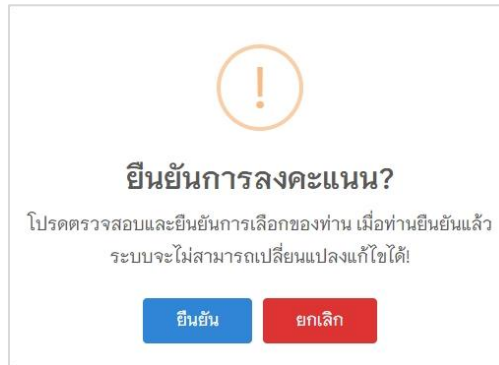 !
ยืนยันการลงคะแนน?
โปรดตรวจสอบและยืนยันการเลือกของท่าน เมื่อท่านยืนยันแล้ว
ระบบจะไม่สามารถเปลี่ยนแปลงแก้ไขได้!
ยืนยัน ยกเลิก